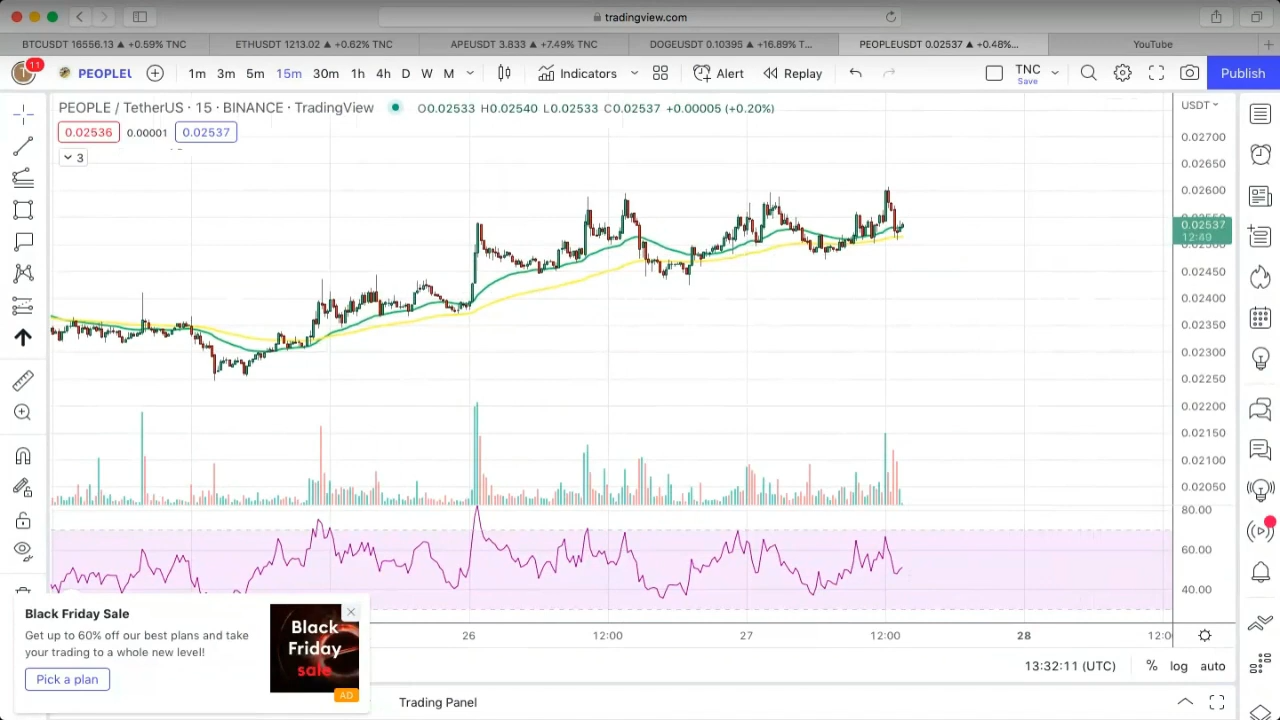 tradingview.com
BTCUSDT 16556.13 ▲ +0.59% TNC
ETHUSDT 1213.02 ▲ +0.62% TNC
APEUSDT 3.833 ▲ +7.49% TNC
DOGEUSDT 0.10395 ▲ +16.89% T...
PEOPLEUSDT 0.02537 ▲ +0.48%...
YouTube
11
T
PEOPLEU
1m 3m 5m 15m 30m 1h 4h D W M
Indicators
Alert
Replay
TNC
Save
Publish
PEOPLE / TetherUS · 15 · BINANCE · TradingView
O0.02533 H0.02540 L0.02533 C0.02537 +0.00005 (+0.20%)
USDT
0.02536 0.00001 0.02537
3
0.02700
0.02650
0.02600
0.02537
12:49
0.02450
0.02400
0.02350
0.02300
0.02250
0.02200
0.02150
0.02100
0.02050
80.00
60.00
40.00
Black Friday Sale
Get up to 60% off our best plans and take
your trading to a whole new level!
Pick a plan
Black
Friday
sale
AD
26 12:00 27 12:00 28 12:0
13:32:11 (UTC) % log auto
Trading Panel